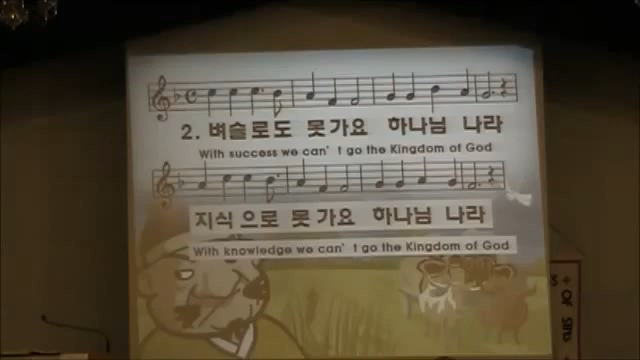 2. 벼슬로도 못가요 하나님 나라
With success we can't go the Kingdom of God
지식으로 못가요 하나님 나라
With knowledge we can't go the Kingdom of God
OF